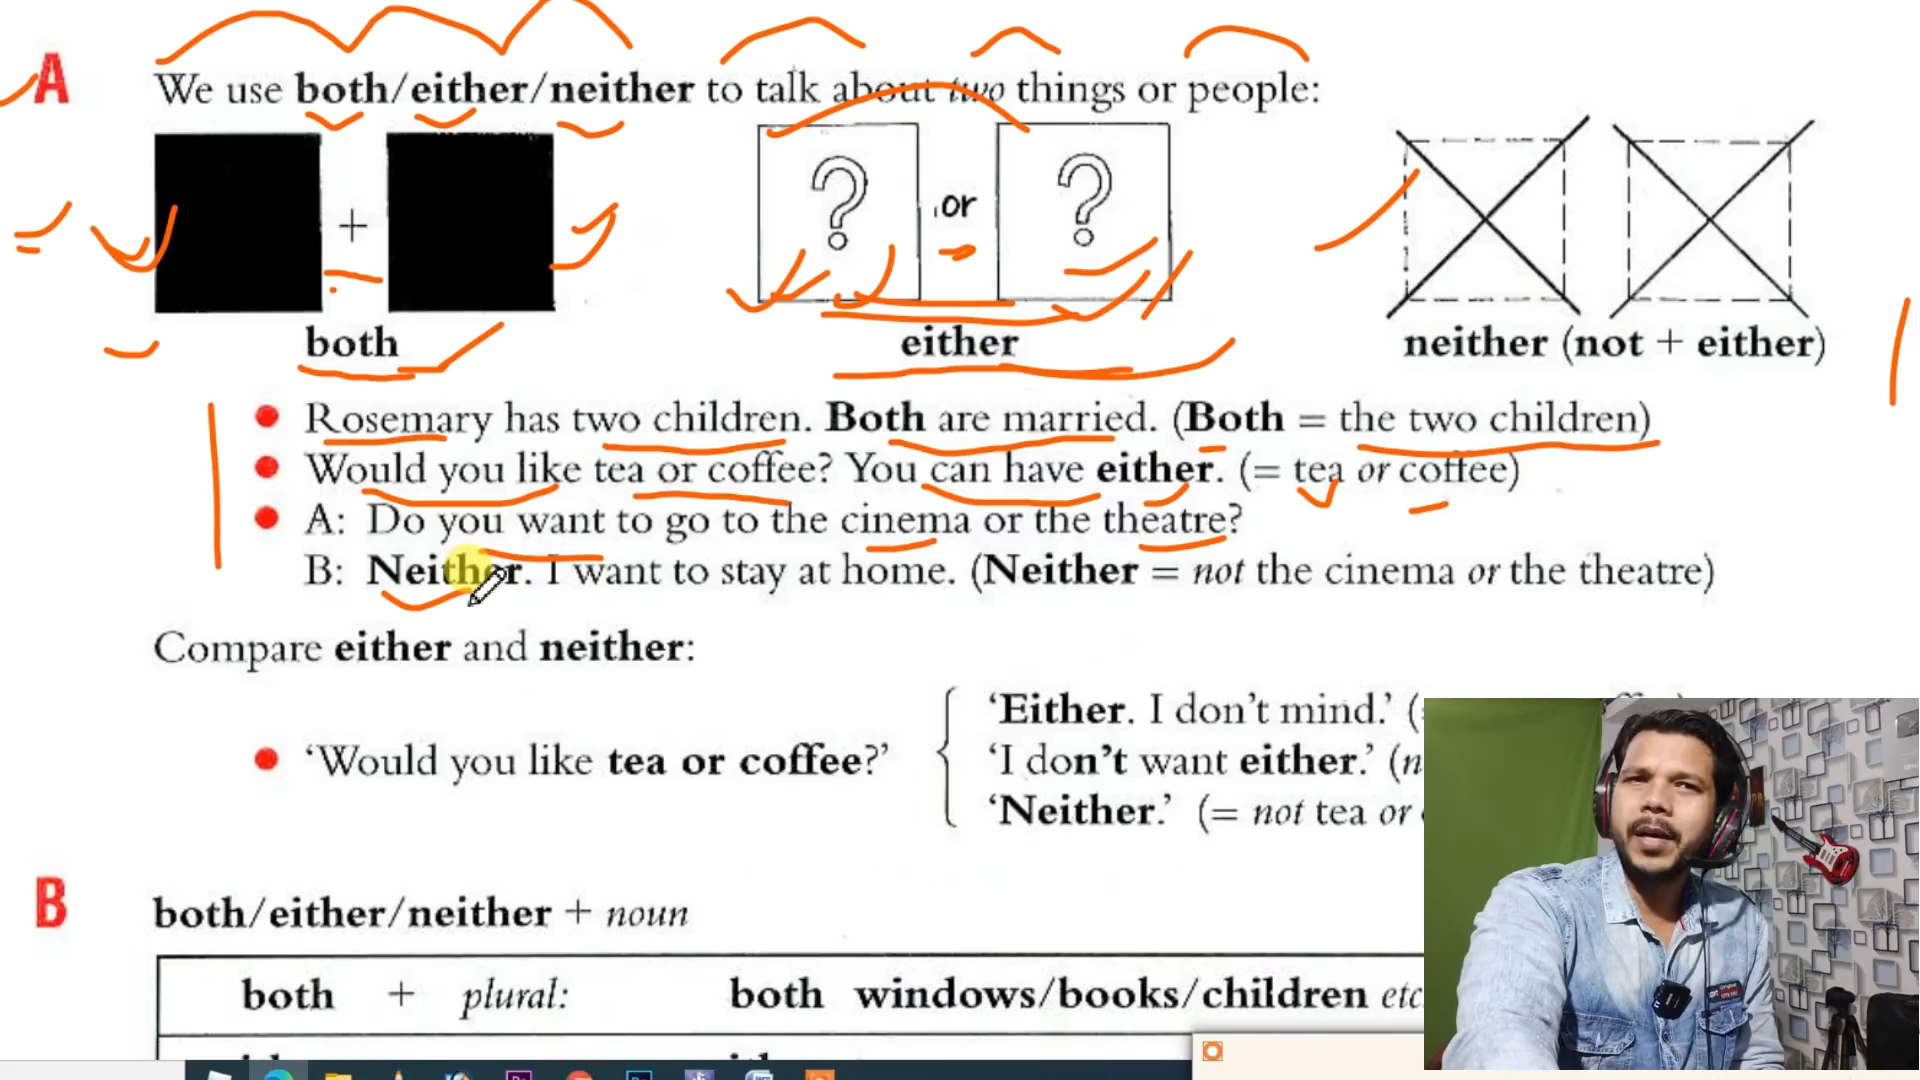 A We use both/either/neither to talk about two things or people:
+ or
both either neither (not + either)
Rosemary has two children. Both are married. (Both = the two children)
Would you like tea or coffee? You can have either. (= tea or coffee)
A: Do you want to go to the cinema or the theatre?
B: Neither. I want to stay at home. (Neither = not the cinema or the theatre)
Compare either and neither:
‘Either. I don’t mind.’ (
‘Would you like tea or coffee?’ ‘I don’t want either.’ (n
‘Neither.’ (= not tea or
B both/either/neither + noun
both + plural: both windows/books/children etc